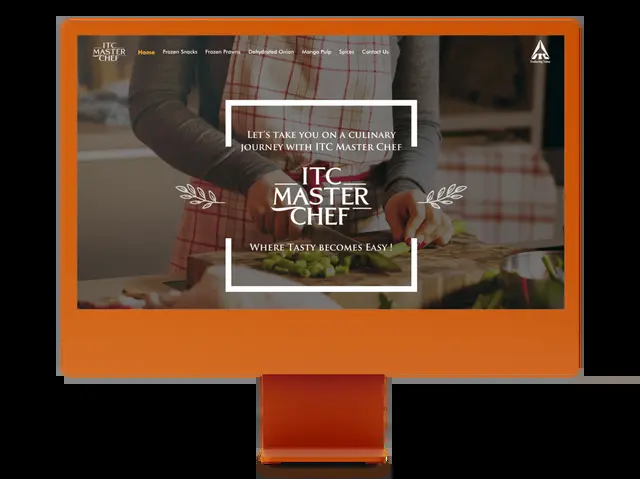 ITC
MASTER
CHEF
Home Frozen Snacks Frozen Prawns Dehydrated Onion Mango Pulp Spices Contact Us
ITC
LET'S TAKE YOU ON A CULINARY
JOURNEY WITH ITC MASTER CHEF
ITC
MASTER
CHEF
WHERE TASTY BECOMES EASY !